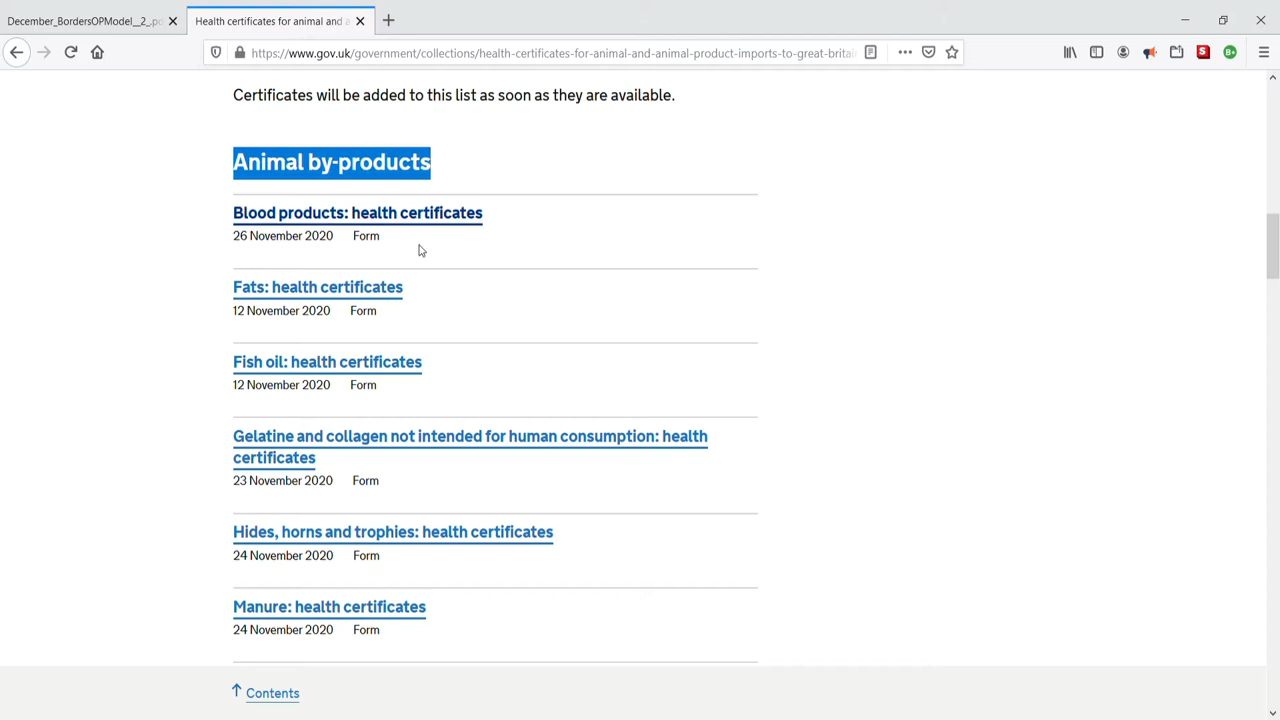 December_BordersOPModel__2_.pd
Health certificates for animal and a
https://www.gov.uk/government/collections/health-certificates-for-animal-and-animal-product-imports-to-great-britai
Certificates will be added to this list as soon as they are available.
Animal by-products
Blood products: health certificates
26 November 2020 Form
Fats: health certificates
12 November 2020 Form
Fish oil: health certificates
12 November 2020 Form
Gelatine and collagen not intended for human consumption: health
certificates
23 November 2020 Form
Hides, horns and trophies: health certificates
24 November 2020 Form
Manure: health certificates
24 November 2020 Form
Contents